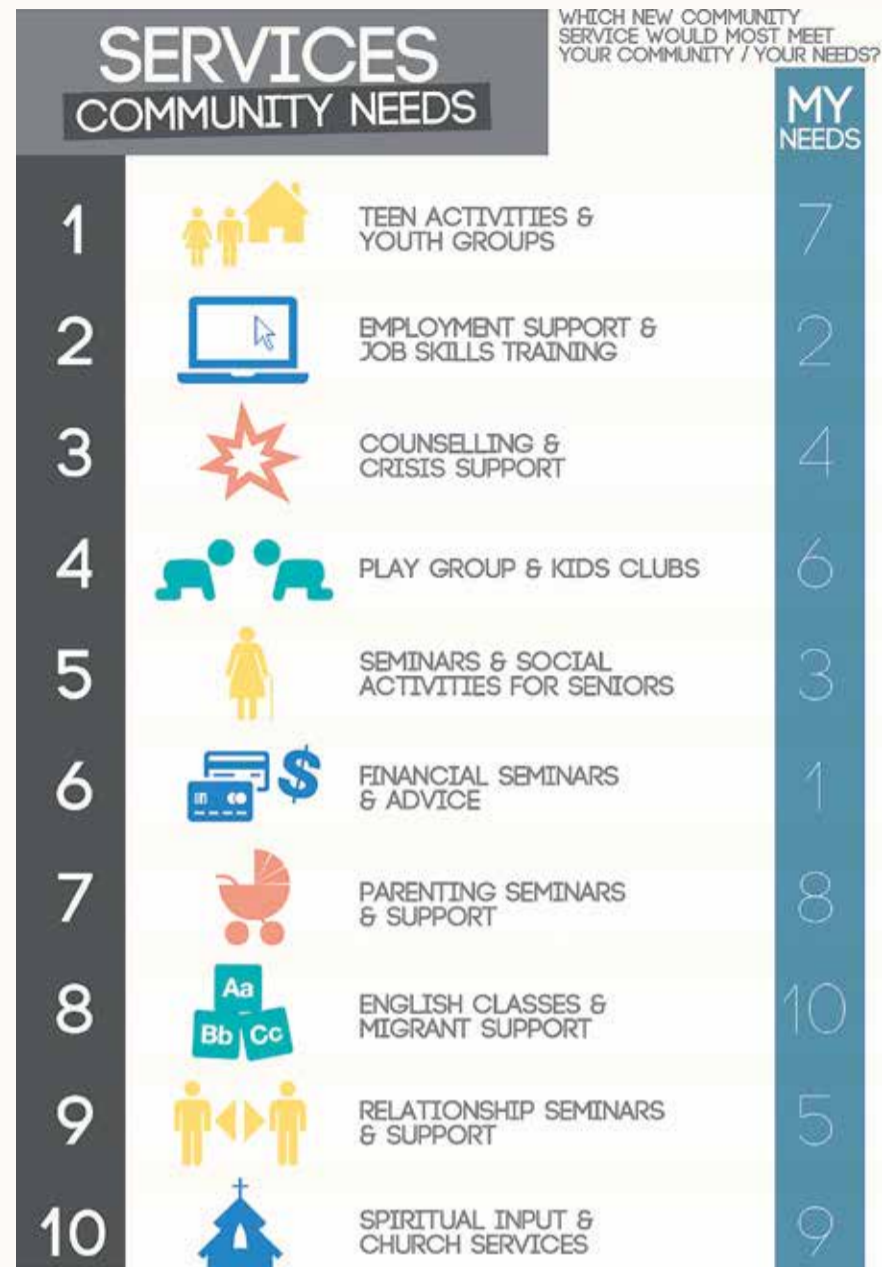 SERVICES
COMMUNITY NEEDS
WHICH NEW COMMUNITY
SERVICE WOULD MOST MEET
YOUR COMMUNITY / YOUR NEEDS?
MY
NEEDS
1
TEEN ACTIVITIES &
YOUTH GROUPS
7
2
EMPLOYMENT SUPPORT &
JOB SKILLS TRAINING
2
3
COUNSELLING &
CRISIS SUPPORT
4
4
PLAY GROUP & KIDS CLUBS
6
5
SEMINARS & SOCIAL
ACTIVITIES FOR SENIORS
3
6
$
FINANCIAL SEMINARS
& ADVICE
1
7
PARENTING SEMINARS
& SUPPORT
8
8
Aa
Bb Cc
ENGLISH CLASSES &
MIGRANT SUPPORT
10
9
RELATIONSHIP SEMINARS
& SUPPORT
5
10
SPIRITUAL INPUT &
CHURCH SERVICES
9